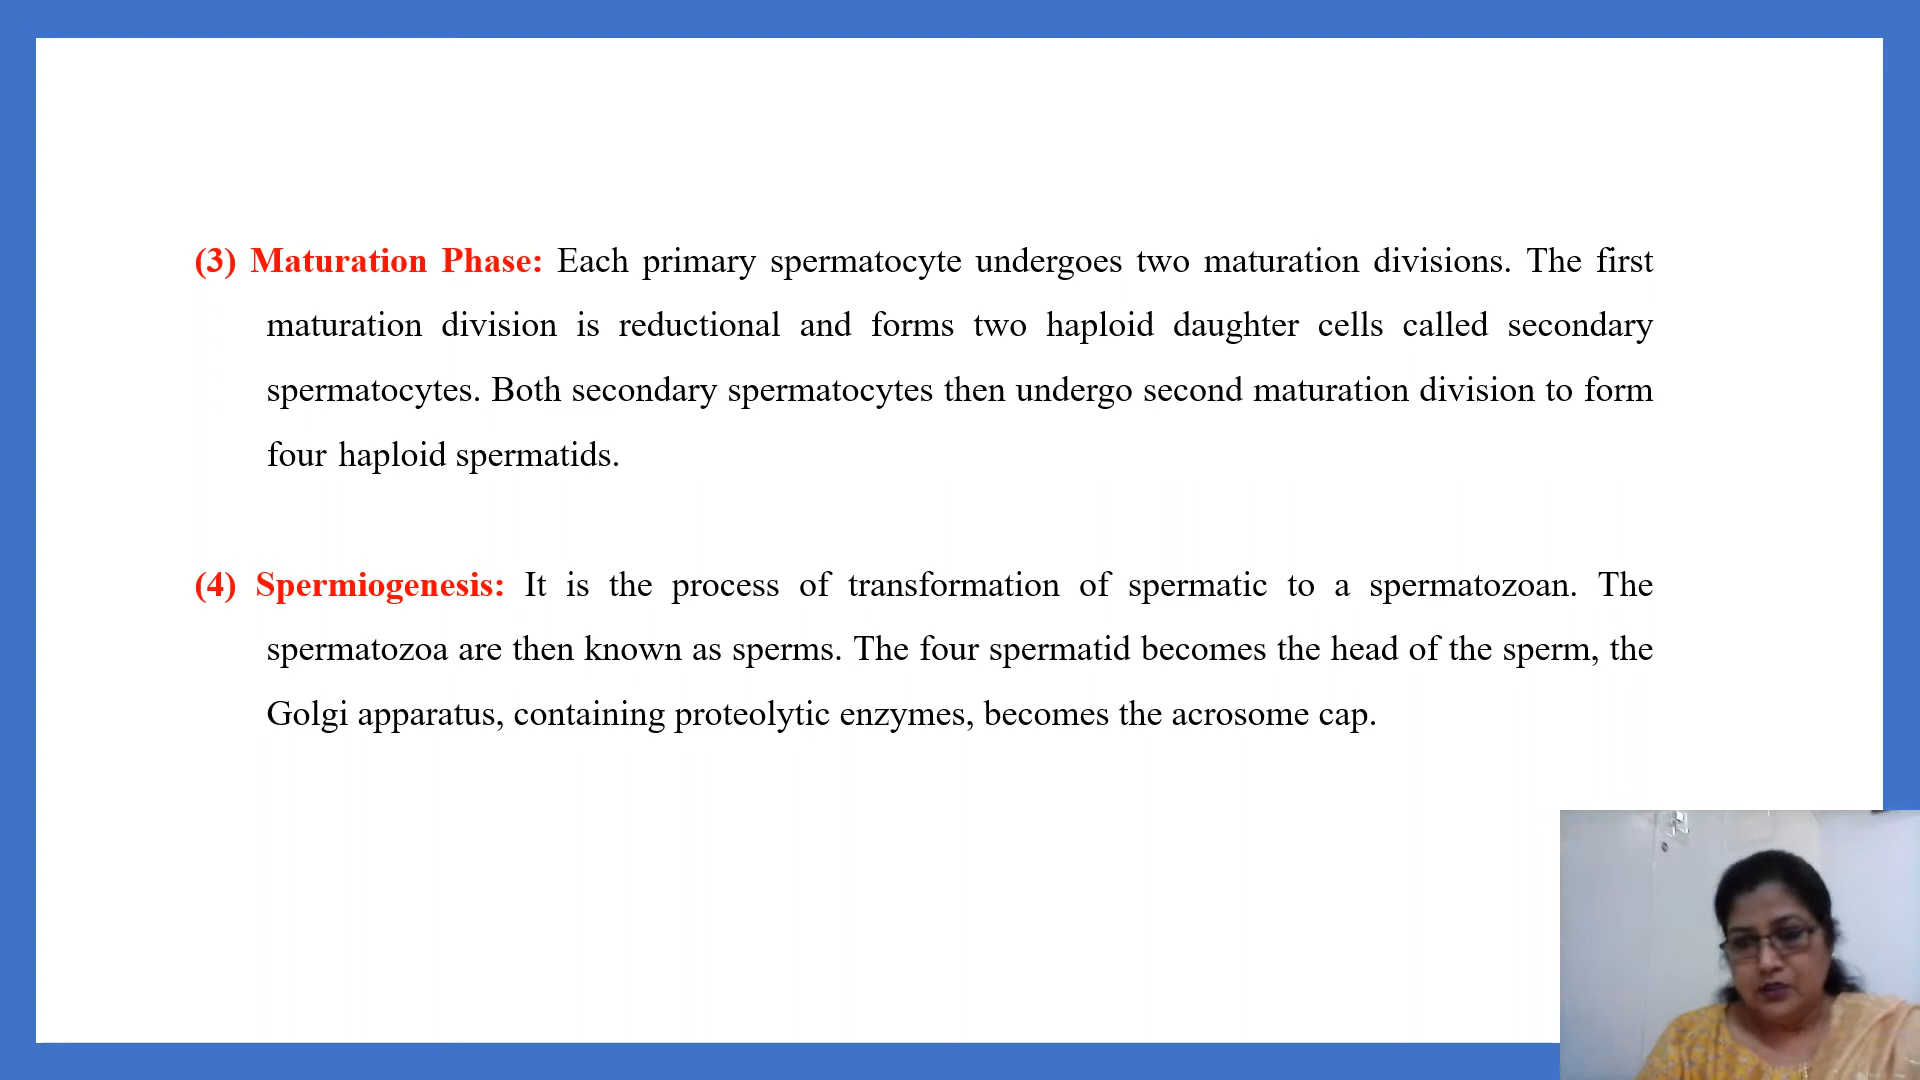 (3) Maturation Phase: Each primary spermatocyte undergoes two maturation divisions. The first
maturation division is reductional and forms two haploid daughter cells called secondary
spermatocytes. Both secondary spermatocytes then undergo second maturation division to form
four haploid spermatids.
(4) Spermiogenesis: It is the process of transformation of spermatic to a spermatozoan. The
spermatozoa are then known as sperms. The four spermatid becomes the head of the sperm, the
Golgi apparatus, containing proteolytic enzymes, becomes the acrosome cap.